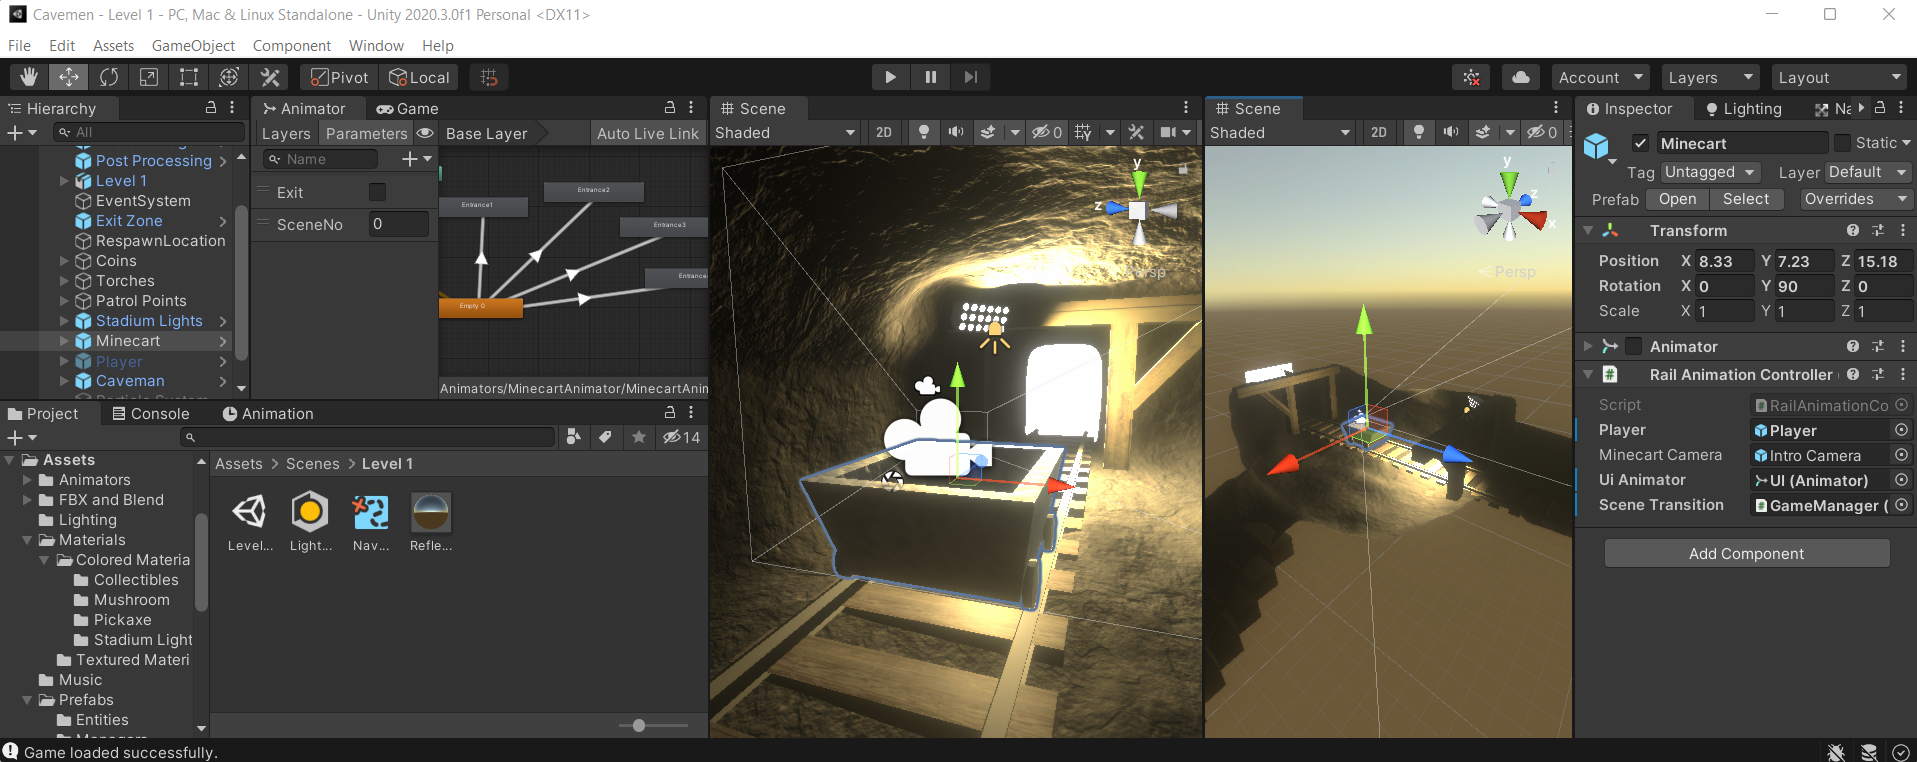 Cavemen - Level 1 - PC, Mac & Linux Standalone - Unity 2020.3.0f1 Personal <DX11>
File Edit Assets GameObject Component Window Help
Pivot Local Account Layers Layout
Hierarchy
All
Post Processing
Level 1
EventSystem
Exit Zone
RespawnLocation
Coins
Torches
Patrol Points
Stadium Lights
Minecart
Player
Caveman
Animator Game
Layers Parameters Base Layer Auto Live Link
Name
Exit
SceneNo 0
Entrance1
Entrance2
Entrance3
Entrance
Empty 0
Animators/MinecartAnimator/MinecartAnim
Scene
Shaded 2D 0
y
z
Persp
Scene
Shaded 2D 0
y
z
x
< Persp
Inspector Lighting Na
Minecart Static
Tag Untagged Layer Default
Prefab Open Select Overrides
Transform
Position X 8.33 Y 7.23 Z 15.18
Rotation X 0 Y 90 Z 0
Scale X 1 Y 1 Z 1
Animator
Rail Animation Controller (
Script RailAnimationCo
Player Player
Minecart Camera Intro Camera
Ui Animator UI (Animator)
Scene Transition GameManager (
Add Component
Project Console Animation
14
Assets
Animators
FBX and Blend
Lighting
Materials
Colored Materia
Collectibles
Mushroom
Pickaxe
Stadium Light
Textured Materi
Music
Prefabs
Entities
Assets > Scenes > Level 1
Level... Light... Nav... Refle...
Game loaded successfully.